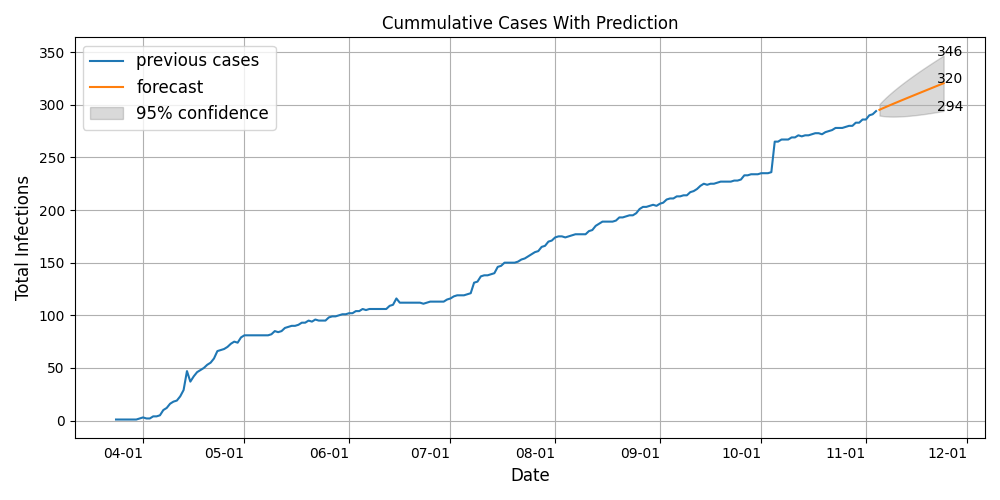 Cummulative Cases With Prediction
previous cases
forecast
95% confidence
346
320
294
350
300
250
200
150
100
50
0
Total Infections
04-01 05-01 06-01 07-01 08-01 09-01 10-01 11-01 12-01
Date